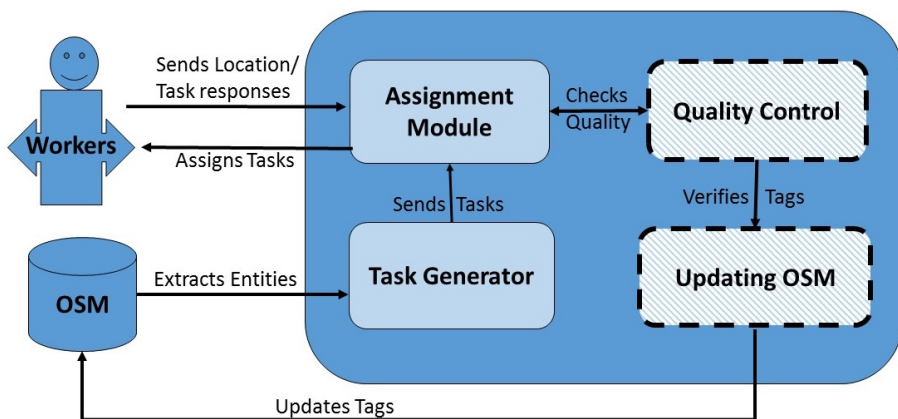 Sends Location/
Task responses
Workers
Assigns Tasks
Assignment
Module
Checks
Quality
Quality Control
Sends Tasks
Verifies Tags
OSM
Extracts Entities
Task Generator
Updating OSM
Updates Tags